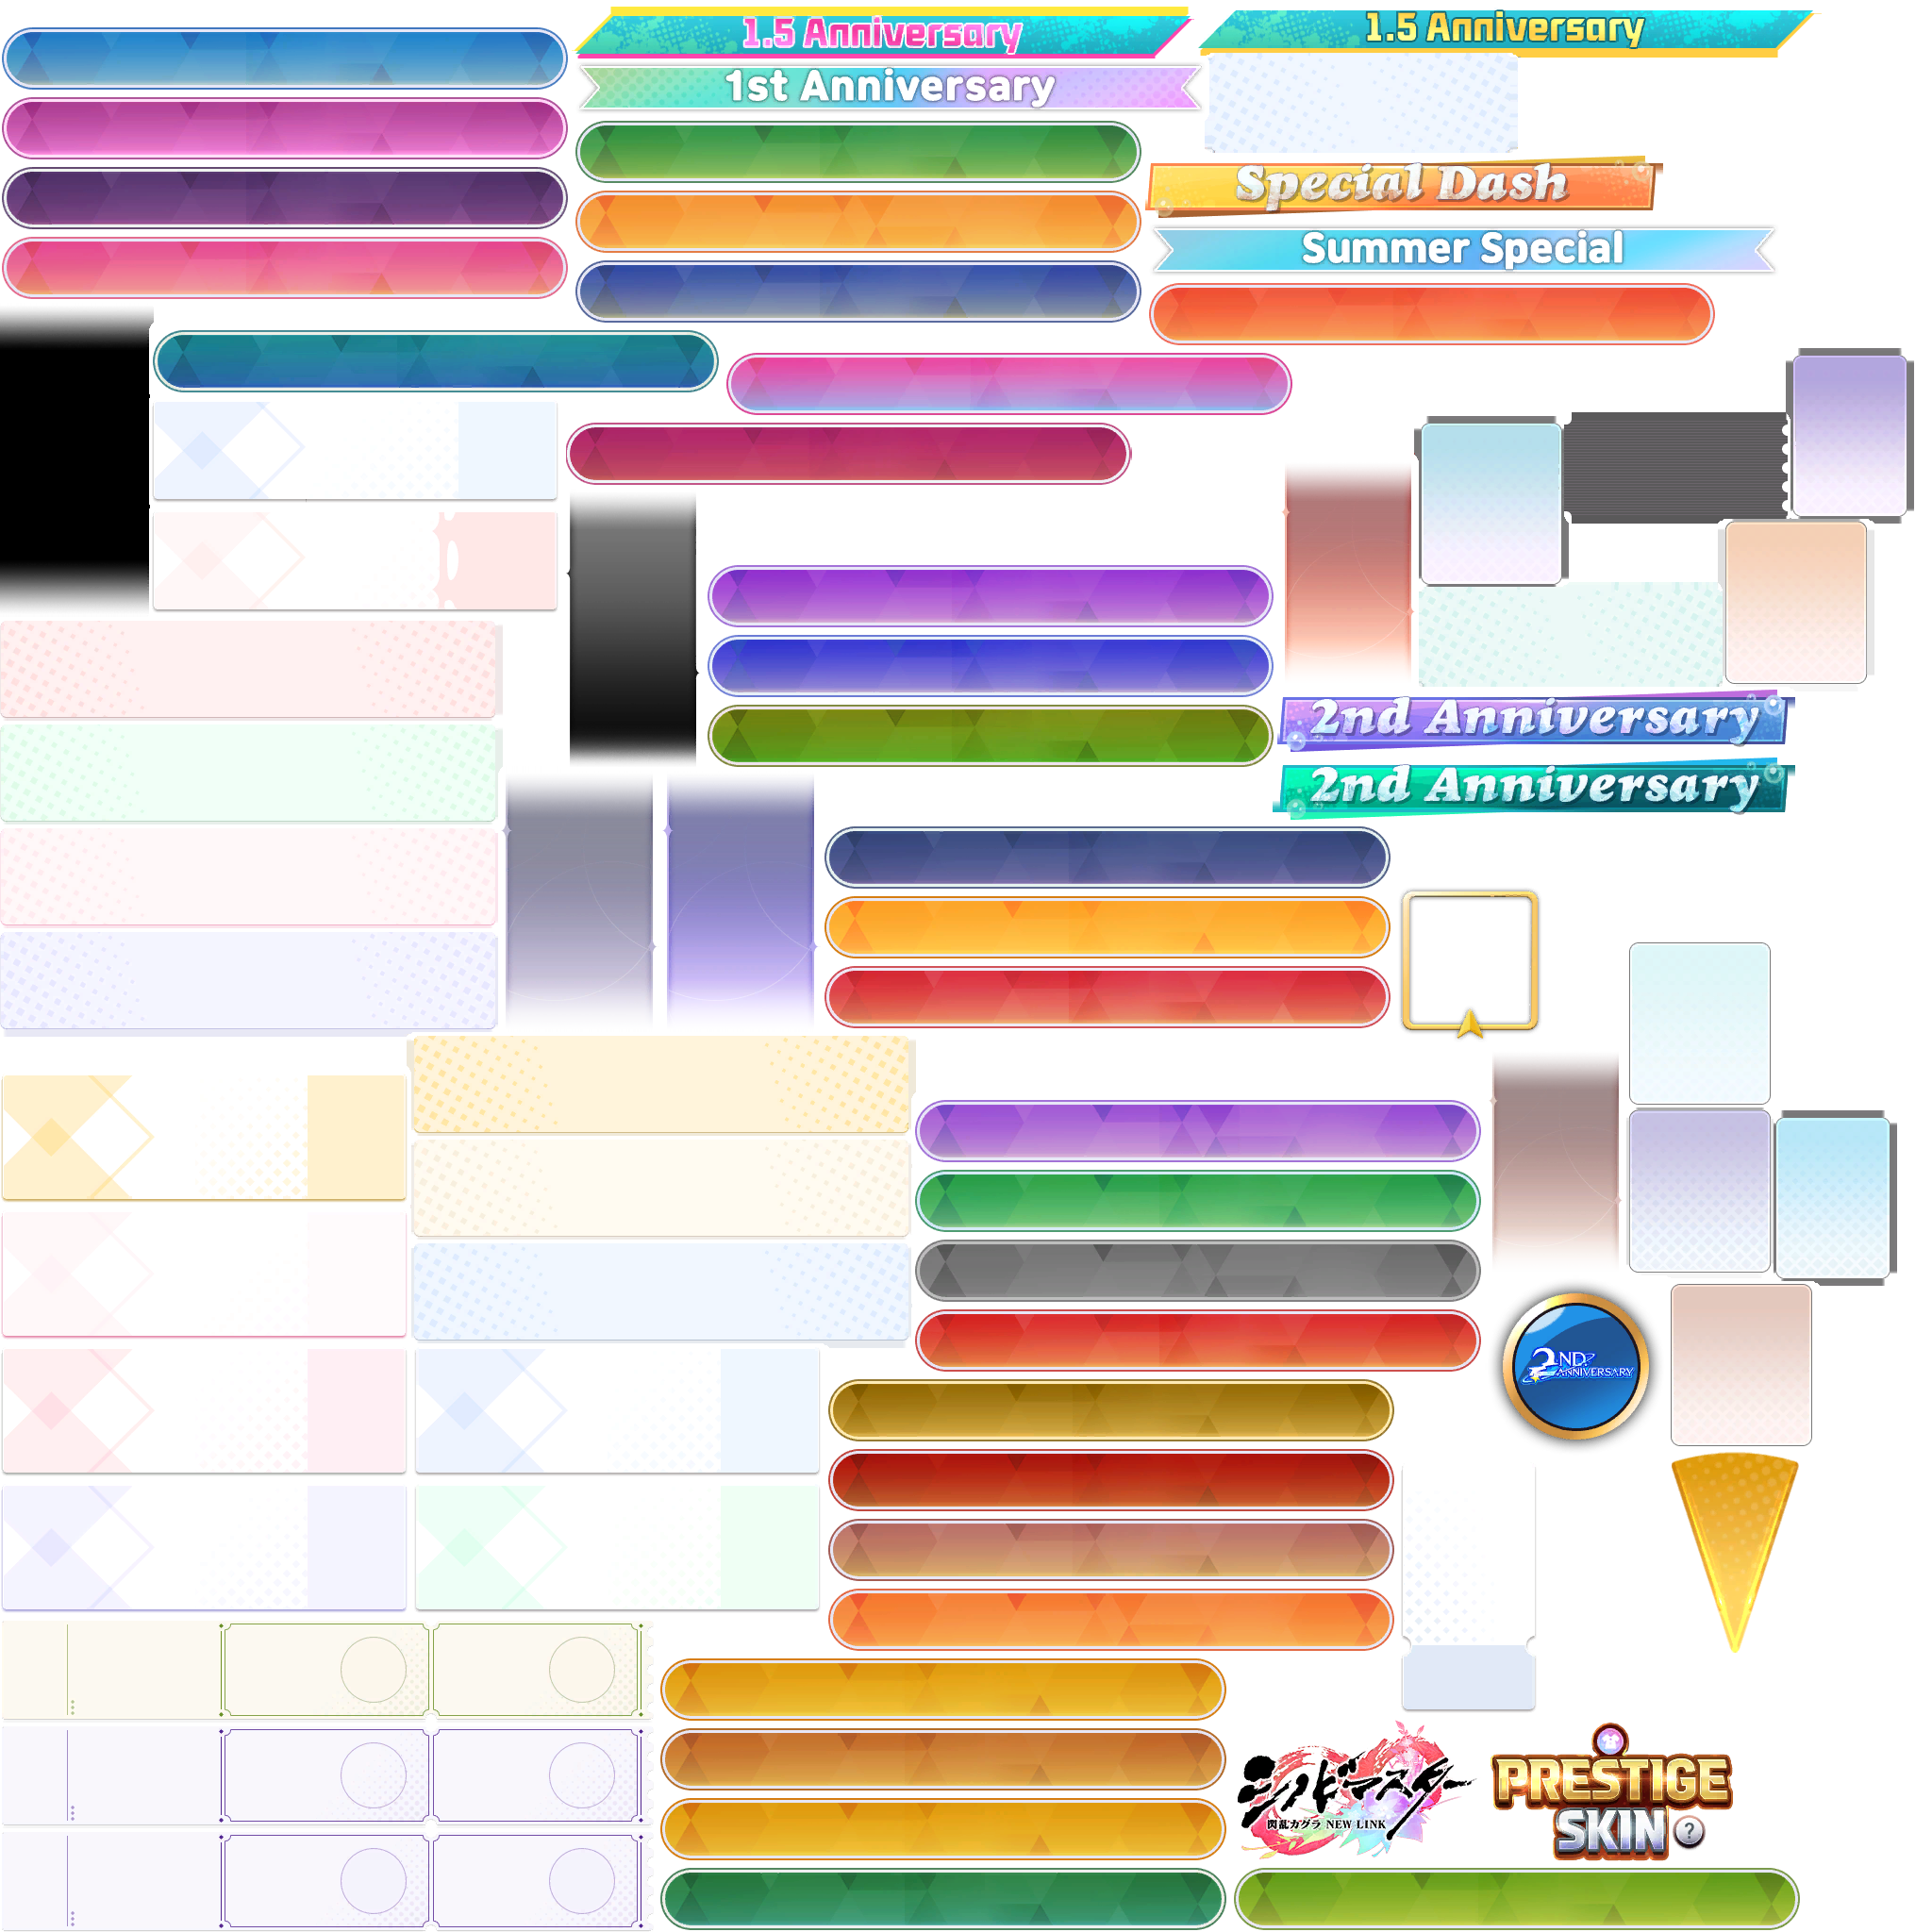 1.5 Anniversary
1.5 Anniversary
1st Anniversary
Special Dash
Summer Special
2nd Anniversary
2nd Anniversary
2ND
ANNIVERSARY
シノビマスター
閃乱カグラ NEW LINK
PRESTIGE
SKIN ?